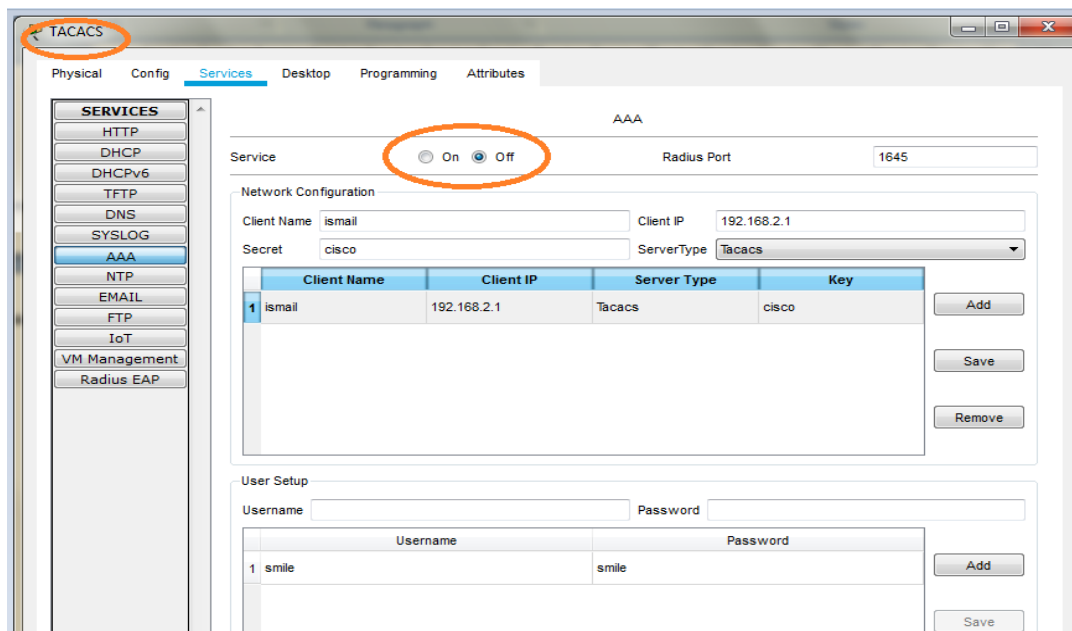 TACACS
Physical Config Services Desktop Programming Attributes
SERVICES
HTTP
DHCP
DHCPv6
TFTP
DNS
SYSLOG
AAA
NTP
EMAIL
FTP
IoT
VM Management
Radius EAP
AAA
Service On Off Radius Port 1645
Network Configuration
Client Name ismail Client IP 192.168.2.1
Secret cisco ServerType Tacacs
Client Name Client IP Server Type Key
1 ismail 192.168.2.1 Tacacs cisco
Add
Save
Remove
User Setup
Username Password
Username Password
1 smile smile
Add
Save